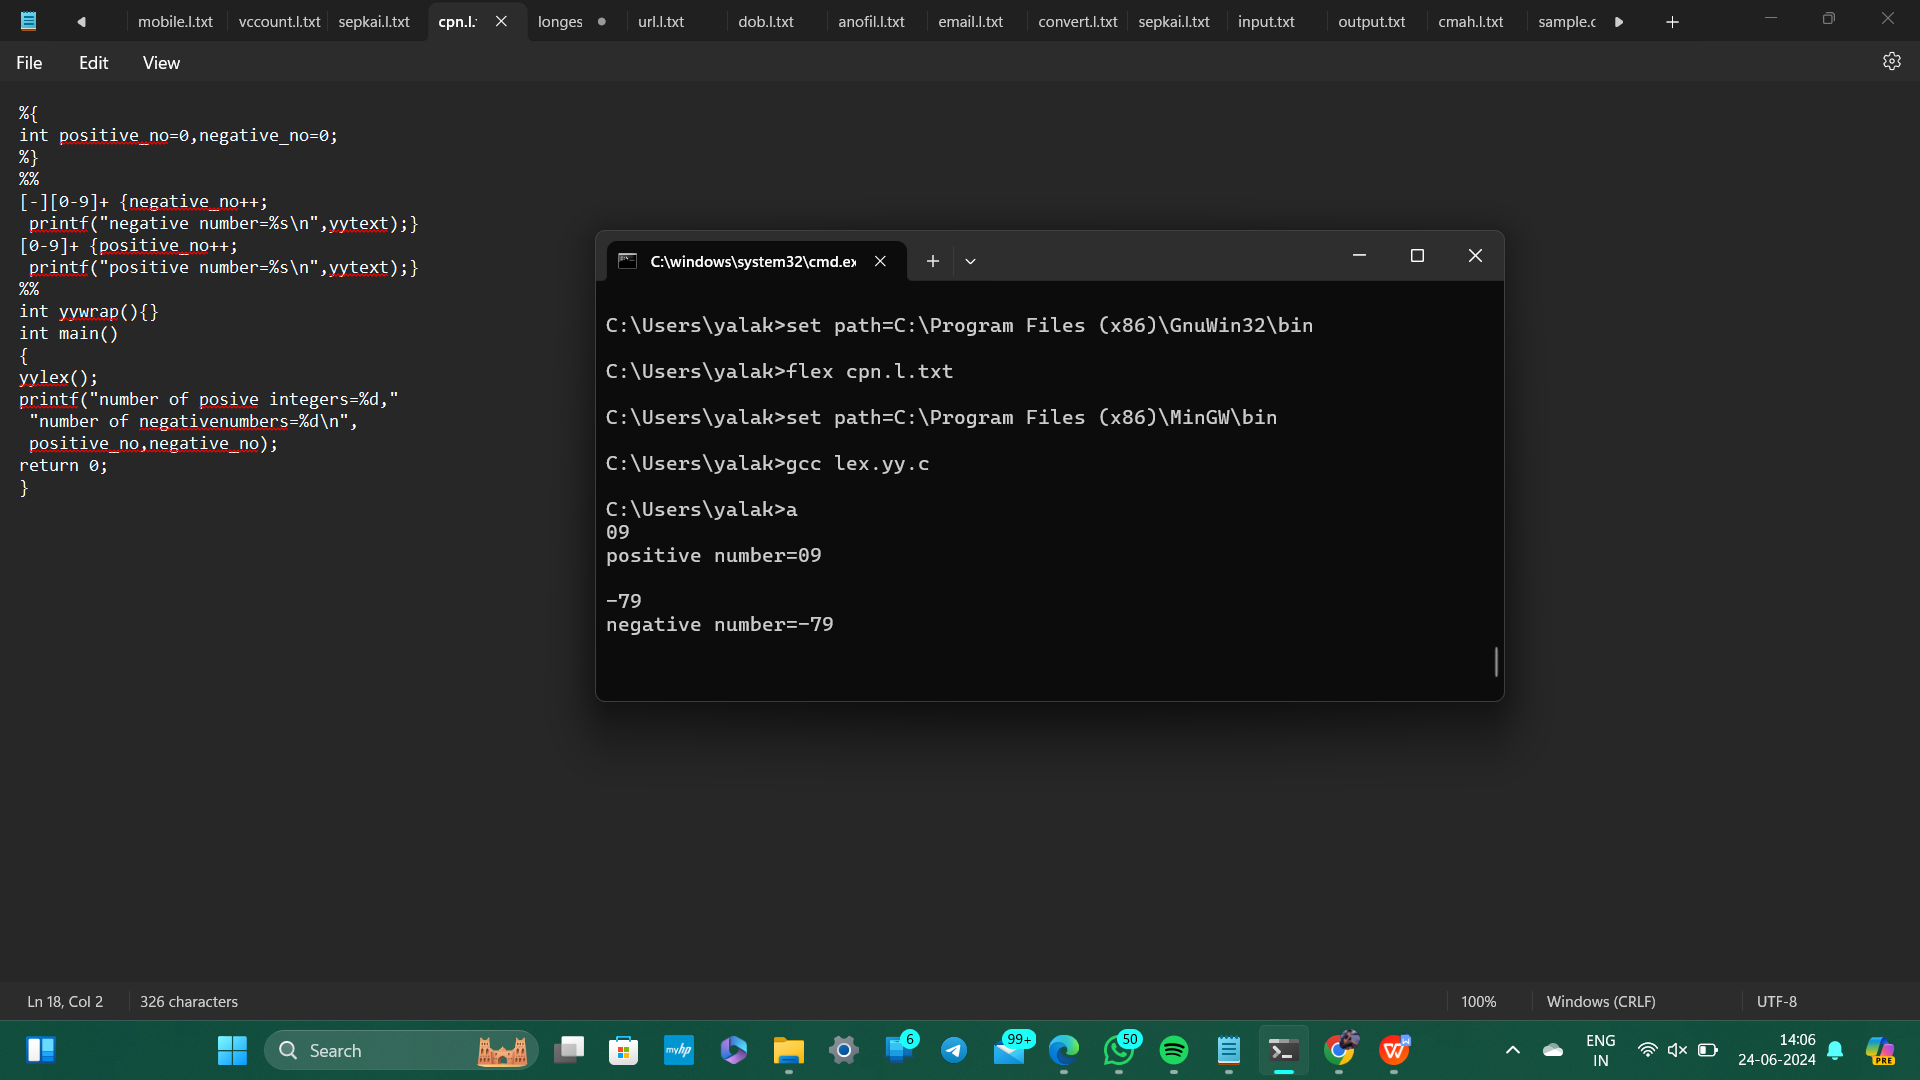 mobile.l.txt vccount.l.txt sepkai.l.txt cpn.l. longes url.l.txt dob.l.txt anofil.l.txt email.l.txt convert.l.txt sepkai.l.txt input.txt output.txt cmah.l.txt sample.c
File Edit View
%{
int positive_no=0,negative_no=0;
%}
%%
[-][0-9]+ {negative_no++;
printf("negative number=%s\n",yytext);}
[0-9]+ {positive_no++;
printf("positive number=%s\n",yytext);}
%%
int yywrap(){}
int main()
{
yylex();
printf("number of posive integers=%d,"
"number of negativenumbers=%d\n",
positive_no,negative_no);
return 0;
}
C:\windows\system32\cmd.ex
C:\Users\yalak>set path=C:\Program Files (x86)\GnuWin32\bin
C:\Users\yalak>flex cpn.l.txt
C:\Users\yalak>set path=C:\Program Files (x86)\MinGW\bin
C:\Users\yalak>gcc lex.yy.c
C:\Users\yalak>a
09
positive number=09
-79
negative number=-79
Ln 18, Col 2 326 characters 100% Windows (CRLF) UTF-8
Search
myhp
6
99+
50
W
ENG
IN
14:06
24-06-2024
PRE